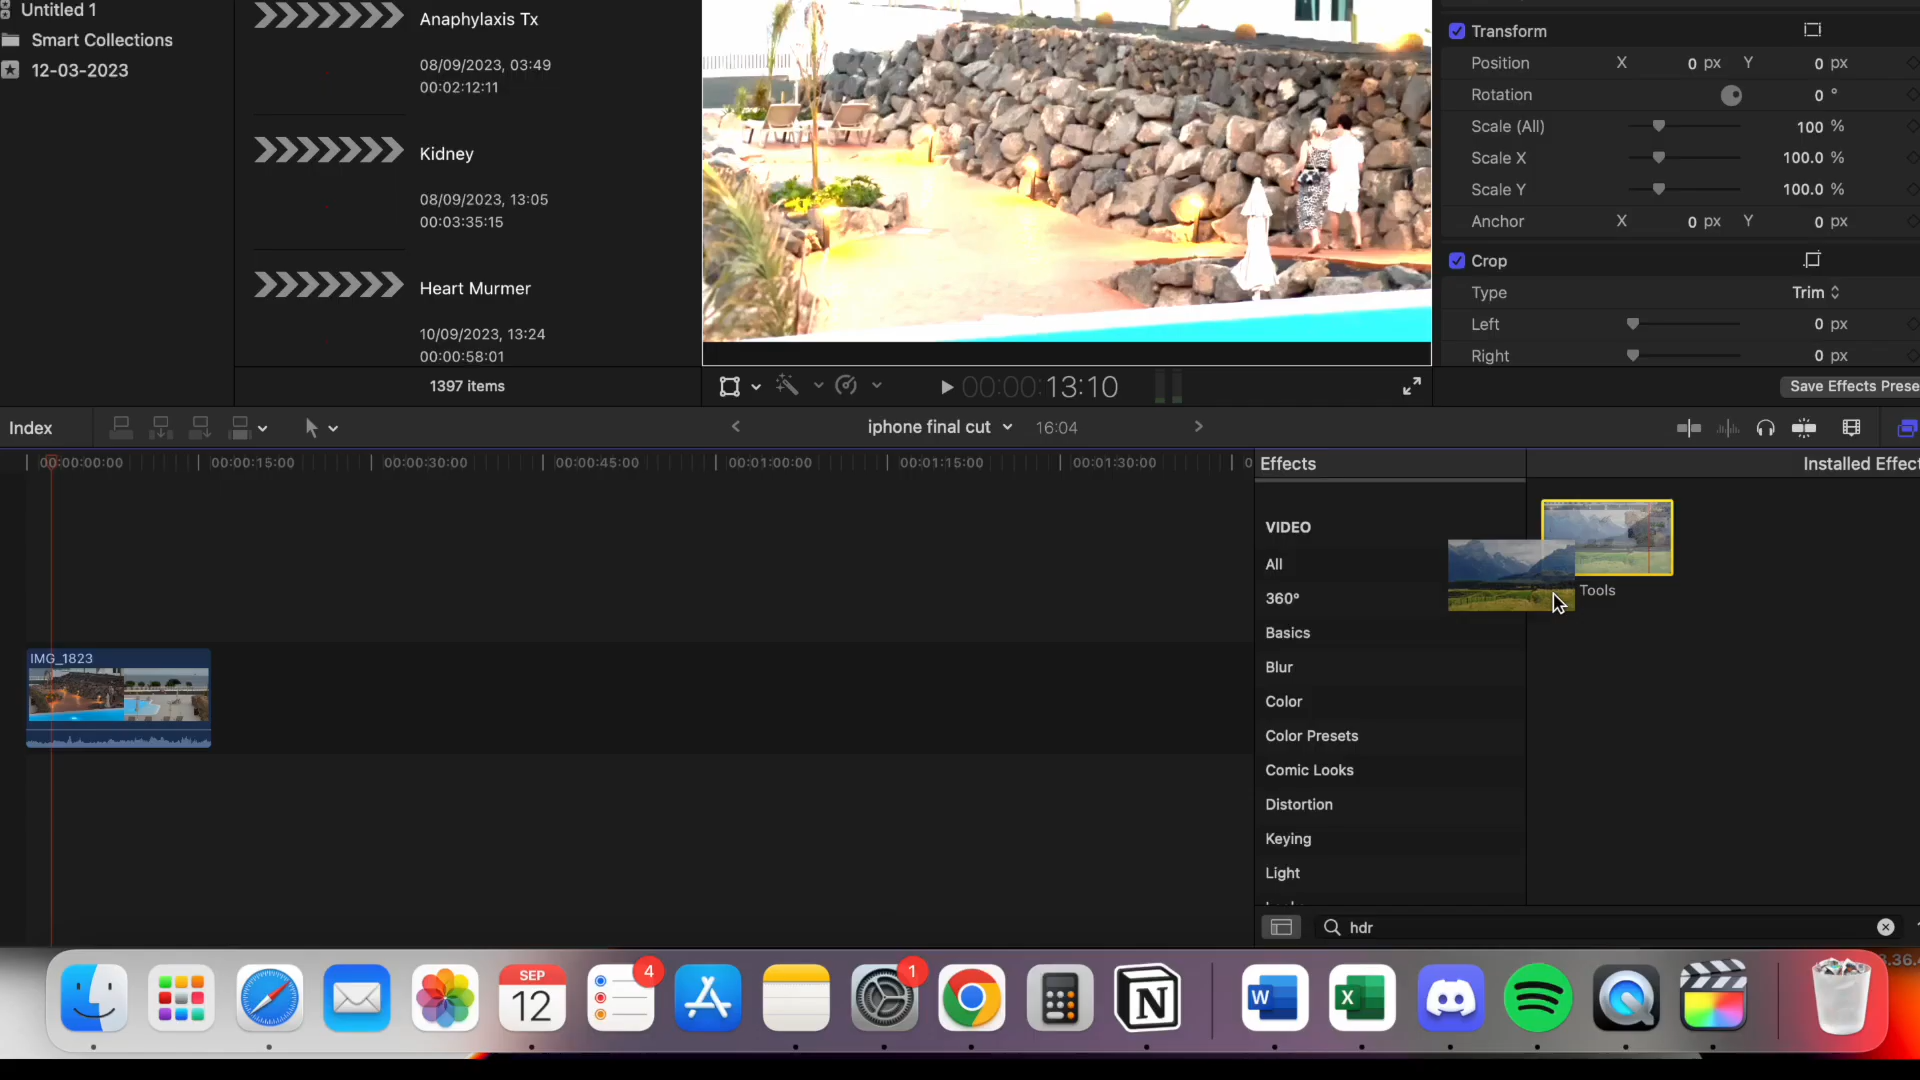 Untitled 1
Smart Collections
12-03-2023
Anaphylaxis Tx
08/09/2023, 03:49
00:02:12:11
Kidney
08/09/2023, 13:05
00:03:35:15
Heart Murmer
10/09/2023, 13:24
00:00:58:01
1397 items
00:00:13:10
Transform
Position X 0 px Y 0 px
Rotation 0 °
Scale (All) 100 %
Scale X 100.0 %
Scale Y 100.0 %
Anchor X 0 px Y 0 px
Crop
Type Trim
Left 0 px
Right 0 px
Save Effects Prese
Index
iphone final cut 16:04
00:00:00:00 00:00:15:00 00:00:30:00 00:00:45:00 00:01:00:00 00:01:15:00 00:01:30:00 0
IMG_1823
Effects
Installed Effect
VIDEO
All
360°
Basics
Blur
Color
Color Presets
Comic Looks
Distortion
Keying
Light
Tools
hdr
SEP
12
4
1
N
W
X
3.36.